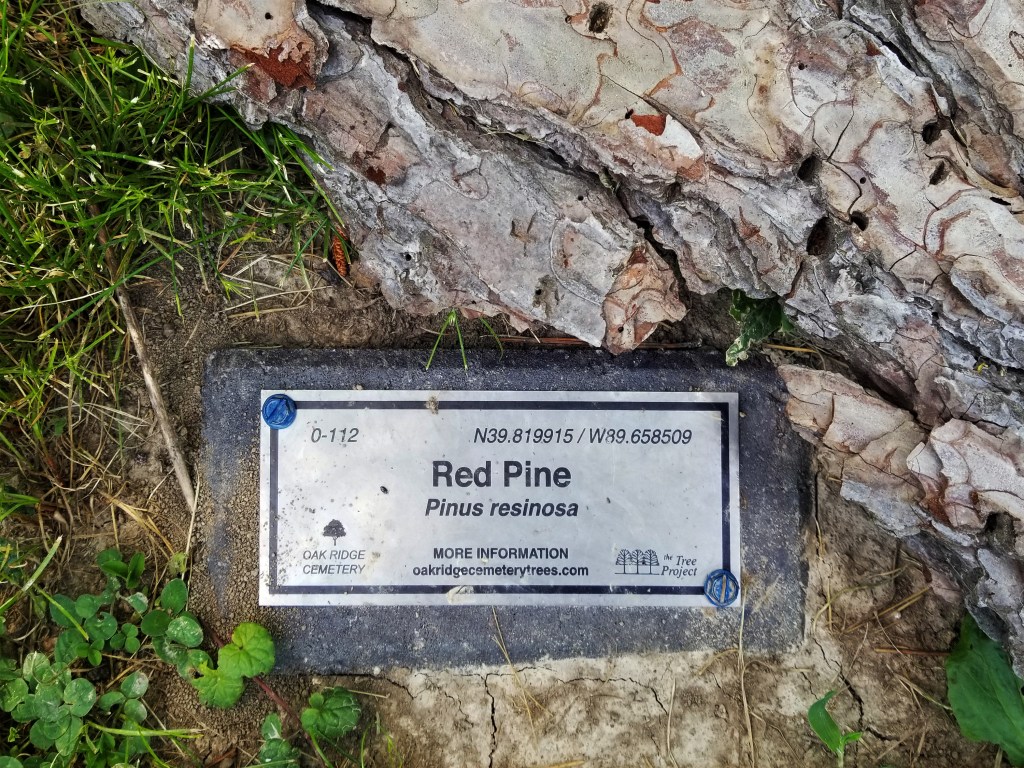 0-112
N39.819915 / W89.658509
Red Pine
Pinus resinosa
OAK RIDGE
CEMETERY
MORE INFORMATION
oakridgecemeterytrees.com
the Tree
Project